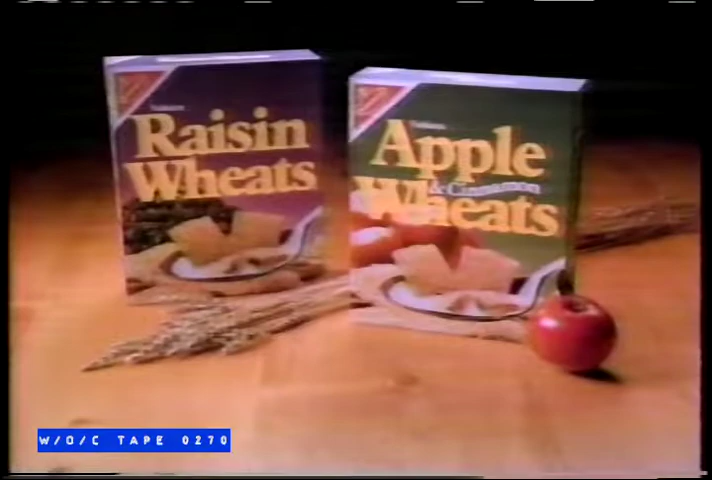 Raisin
Wheats
Apple
& Cinnamon
Wheats
W/O/C TAPE 0270